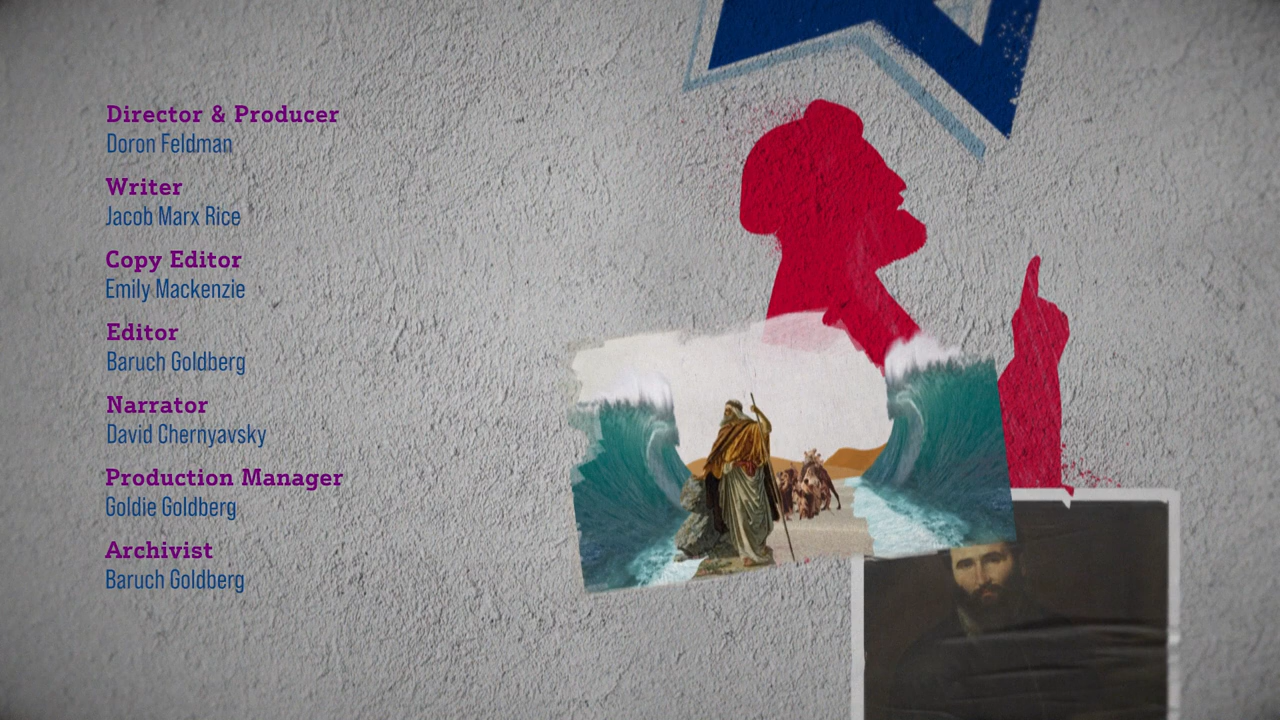 Director & Producer
Doron Feldman
Writer
Jacob Marx Rice
Copy Editor
Emily Mackenzie
Editor
Baruch Goldberg
Narrator
David Chernyavsky
Production Manager
Goldie Goldberg
Archivist
Baruch Goldberg